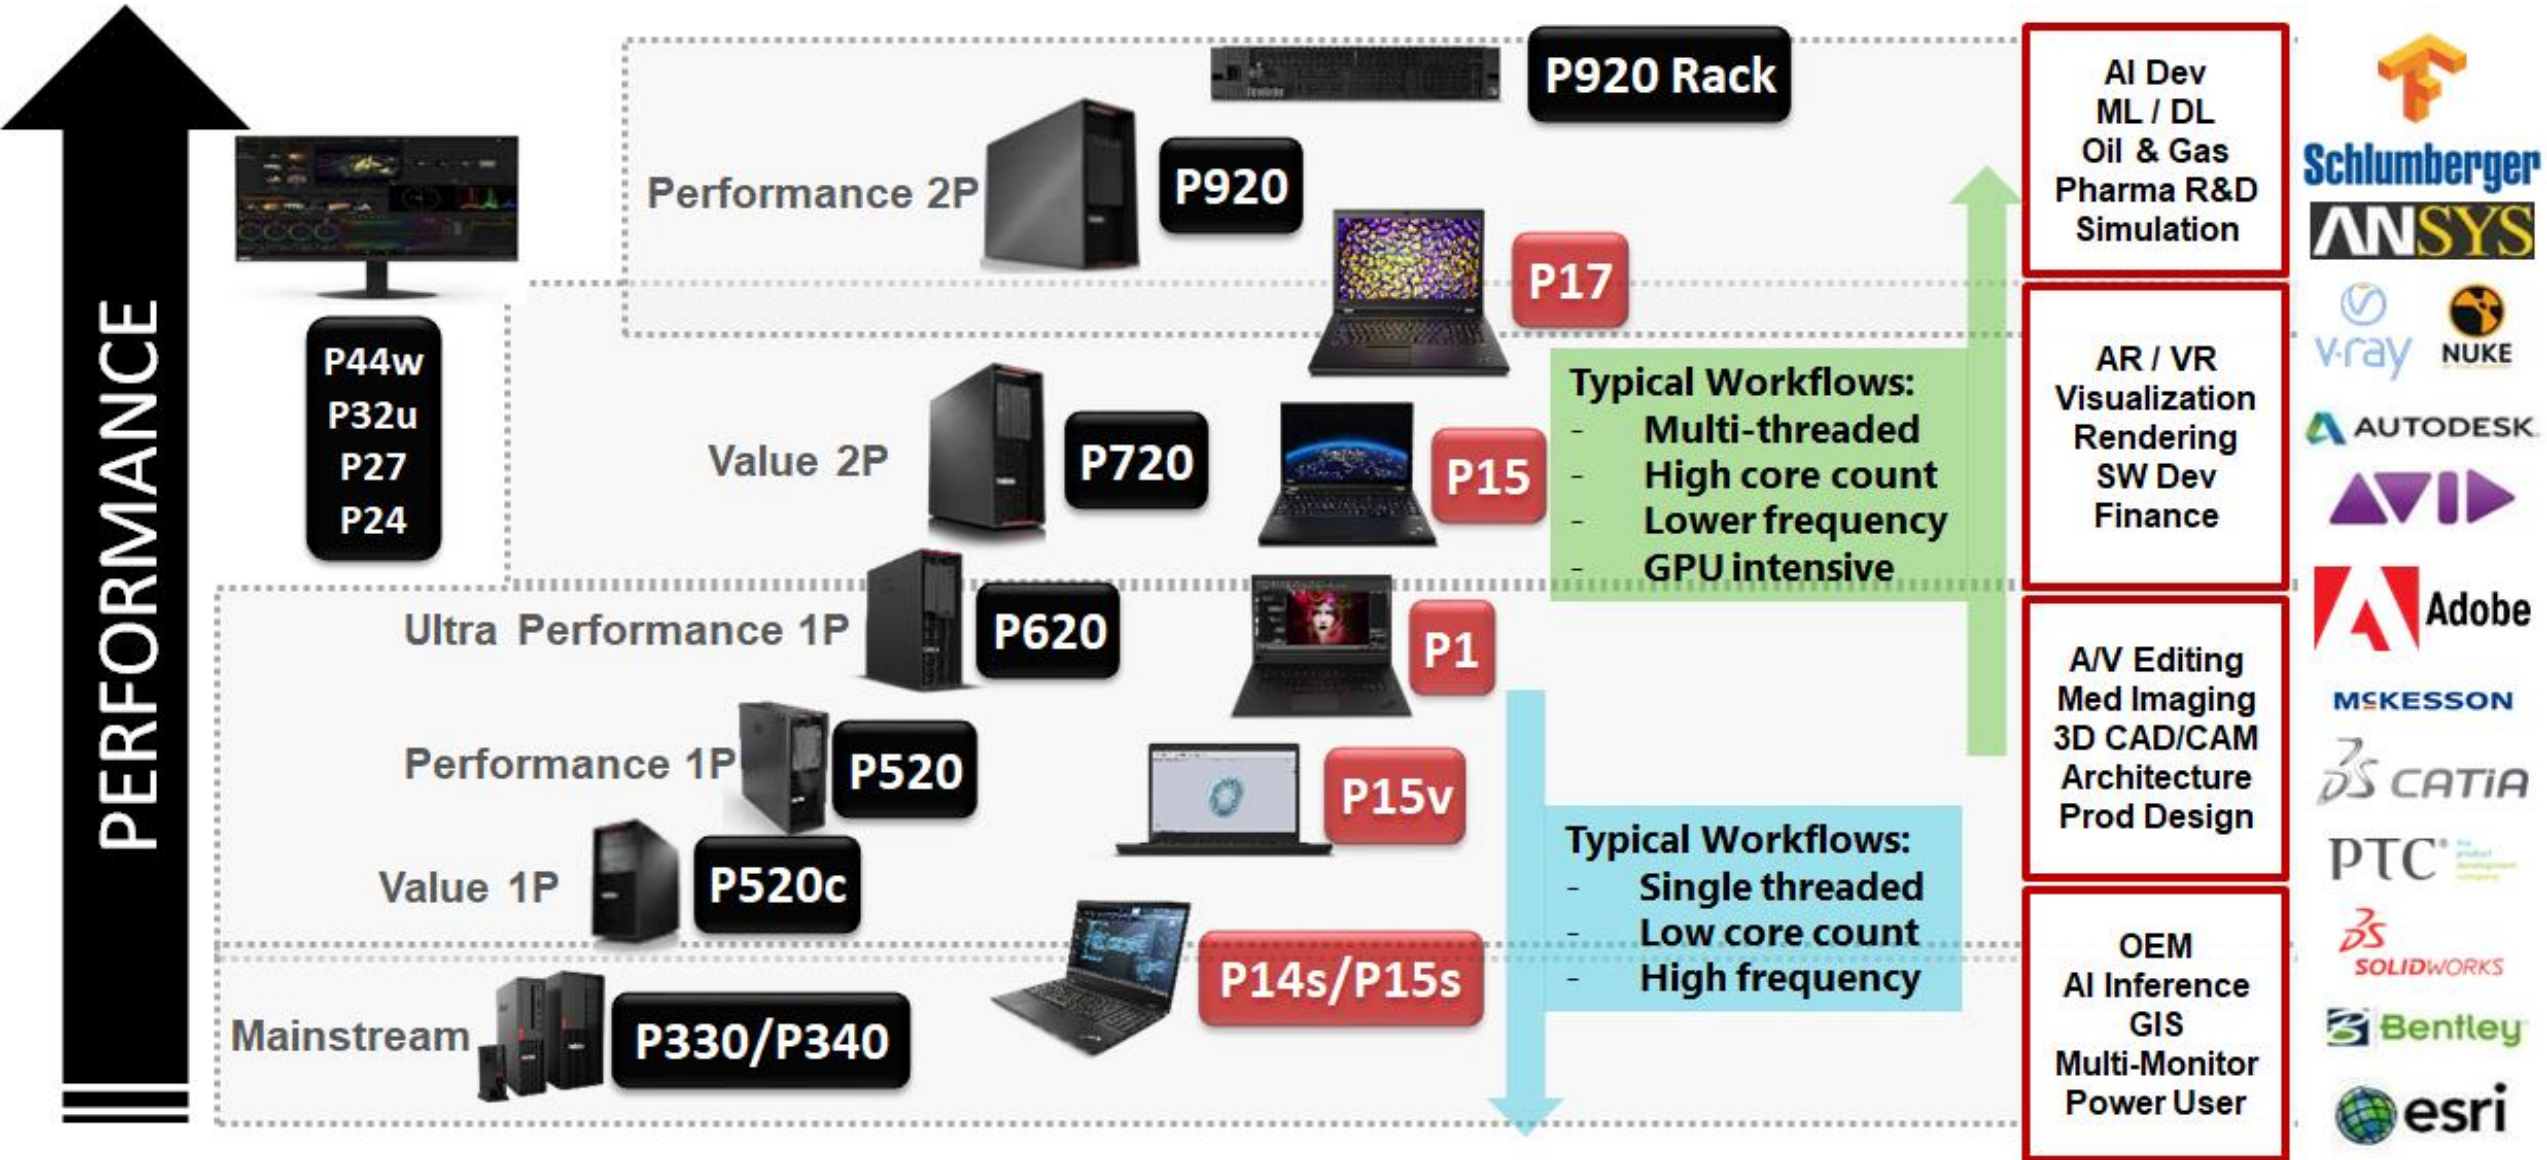 PERFORMANCE
P44w
P32u
P27
P24
Performance 2P
P920 Rack
P920
P17
Value 2P
P720
P15
Ultra Performance 1P
P620
P1
Performance 1P
P520
P15v
Value 1P
P520c
P14s/P15s
Mainstream
P330/P340
Typical Workflows:
- Multi-threaded
- High core count
- Lower frequency
- GPU intensive
Typical Workflows:
- Single threaded
- Low core count
- High frequency
AI Dev
ML / DL
Oil & Gas
Pharma R&D
Simulation
AR / VR
Visualization
Rendering
SW Dev
Finance
A/V Editing
Med Imaging
3D CAD/CAM
Architecture
Prod Design
OEM
AI Inference
GIS
Multi-Monitor
Power User
Schlumberger
ANSYS
v-ray
NUKE
AUTODESK
AVID
Adobe
MCKESSON
CATIA
PTC
SOLIDWORKS
Bentley
esri